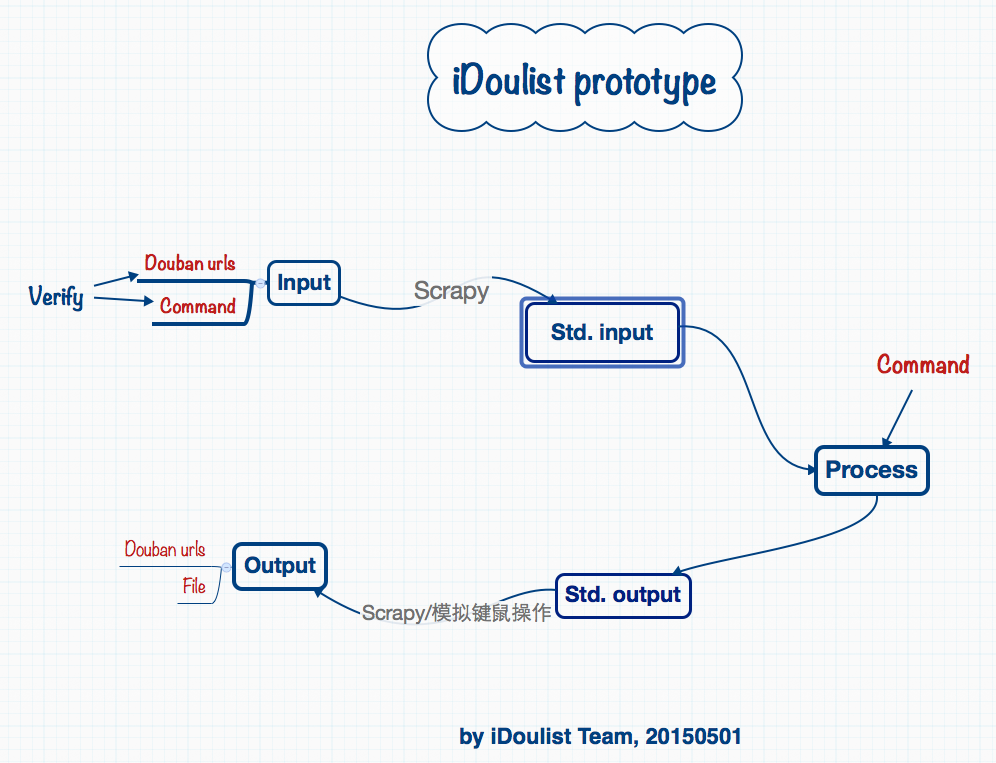 iDoulist prototype
Douban urls
Input
Verify
Command
Scrapy
Std. input
Command
Process
Douban urls
Output
File
Scrapy/模拟键鼠操作
Std. output
by iDoulist Team, 20150501